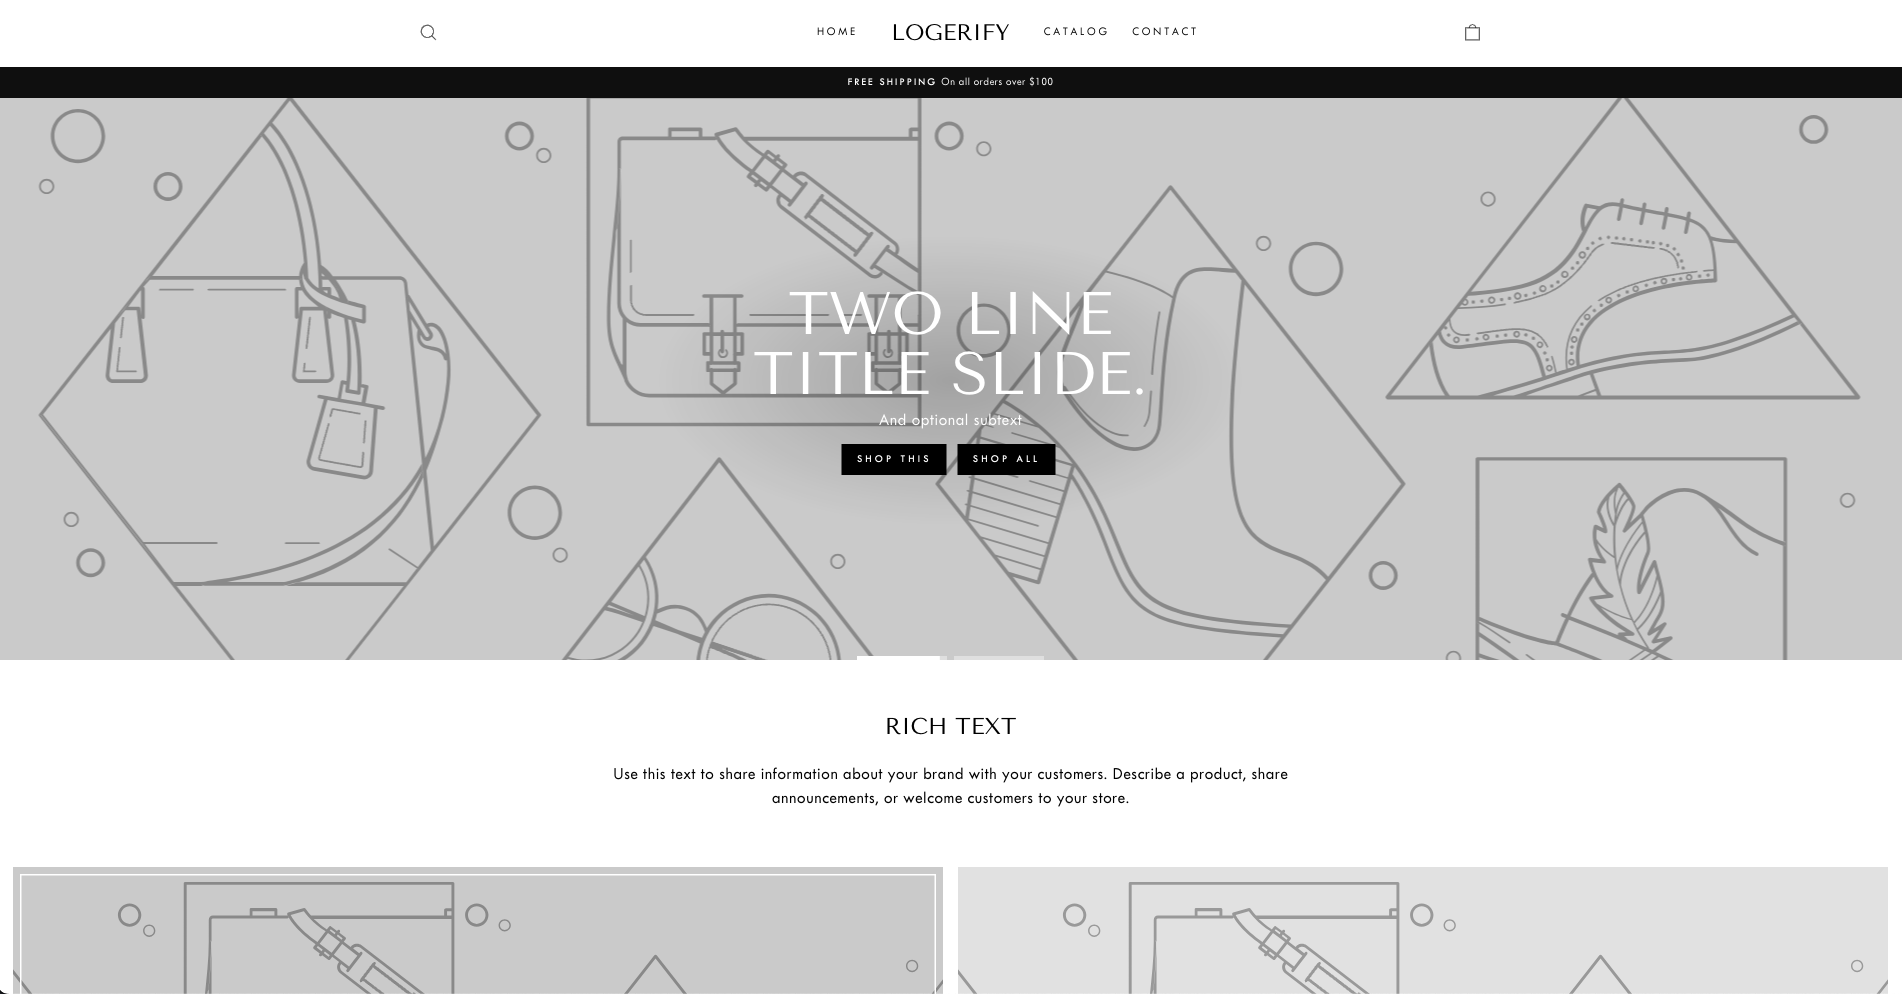 HOME
LOGERIFY
CATALOG
CONTACT
FREE SHIPPING On all orders over $100
TWO LINE
TITLE SLIDE.
And optional subtext
SHOP THIS
SHOP ALL
RICH TEXT
Use this text to share information about your brand with your customers. Describe a product, share
announcements, or welcome customers to your store.